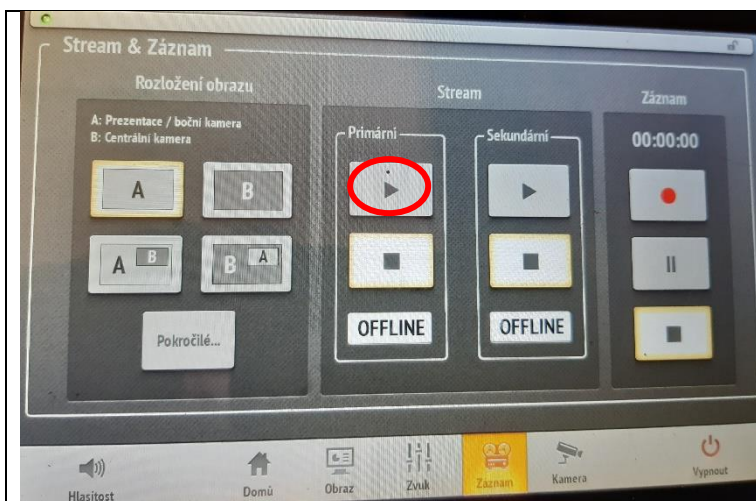 Stream & Záznam
Rozložení obrazu
A: Prezentace / boční kamera
B: Centrální kamera
A
B
A B
B A
Pokročilé...
Stream
Primární
OFFLINE
Sekundární
OFFLINE
Záznam
00:00:00
Hlasitost
Domů
Obraz
Zvuk
Záznam
Kamera
Vypnout